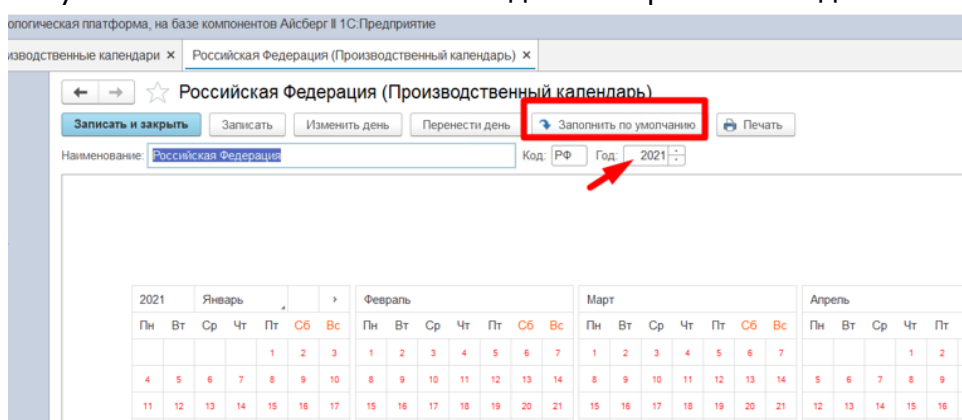 ологическая платформа, на базе компонентов Айсберг II 1С:Предприятие
изводственные календари × Российская Федерация (Производственный календарь) ×
Российская Федерация (Производственный календарь)
Записать и закрыть Записать Изменить день Перенести день Заполнить по умолчанию Печать
Наименование: Российская Федерация Код: РФ Год: 2021
2021 Январь Февраль Март Апрель
Пн Вт Ср Чт Пт Сб Вс Пн Вт Ср Чт Пт Сб Вс Пн Вт Ср Чт Пт Сб Вс Пн Вт Ср Чт Пт
1 2 3 1 2 3 4 5 6 7 1 2 3 4 5 6 7 1 2
4 5 6 7 8 9 10 8 9 10 11 12 13 14 8 9 10 11 12 13 14 5 6 7 8 9
11 12 13 14 15 16 17 15 16 17 18 19 20 21 15 16 17 18 19 20 21 12 13 14 15 16